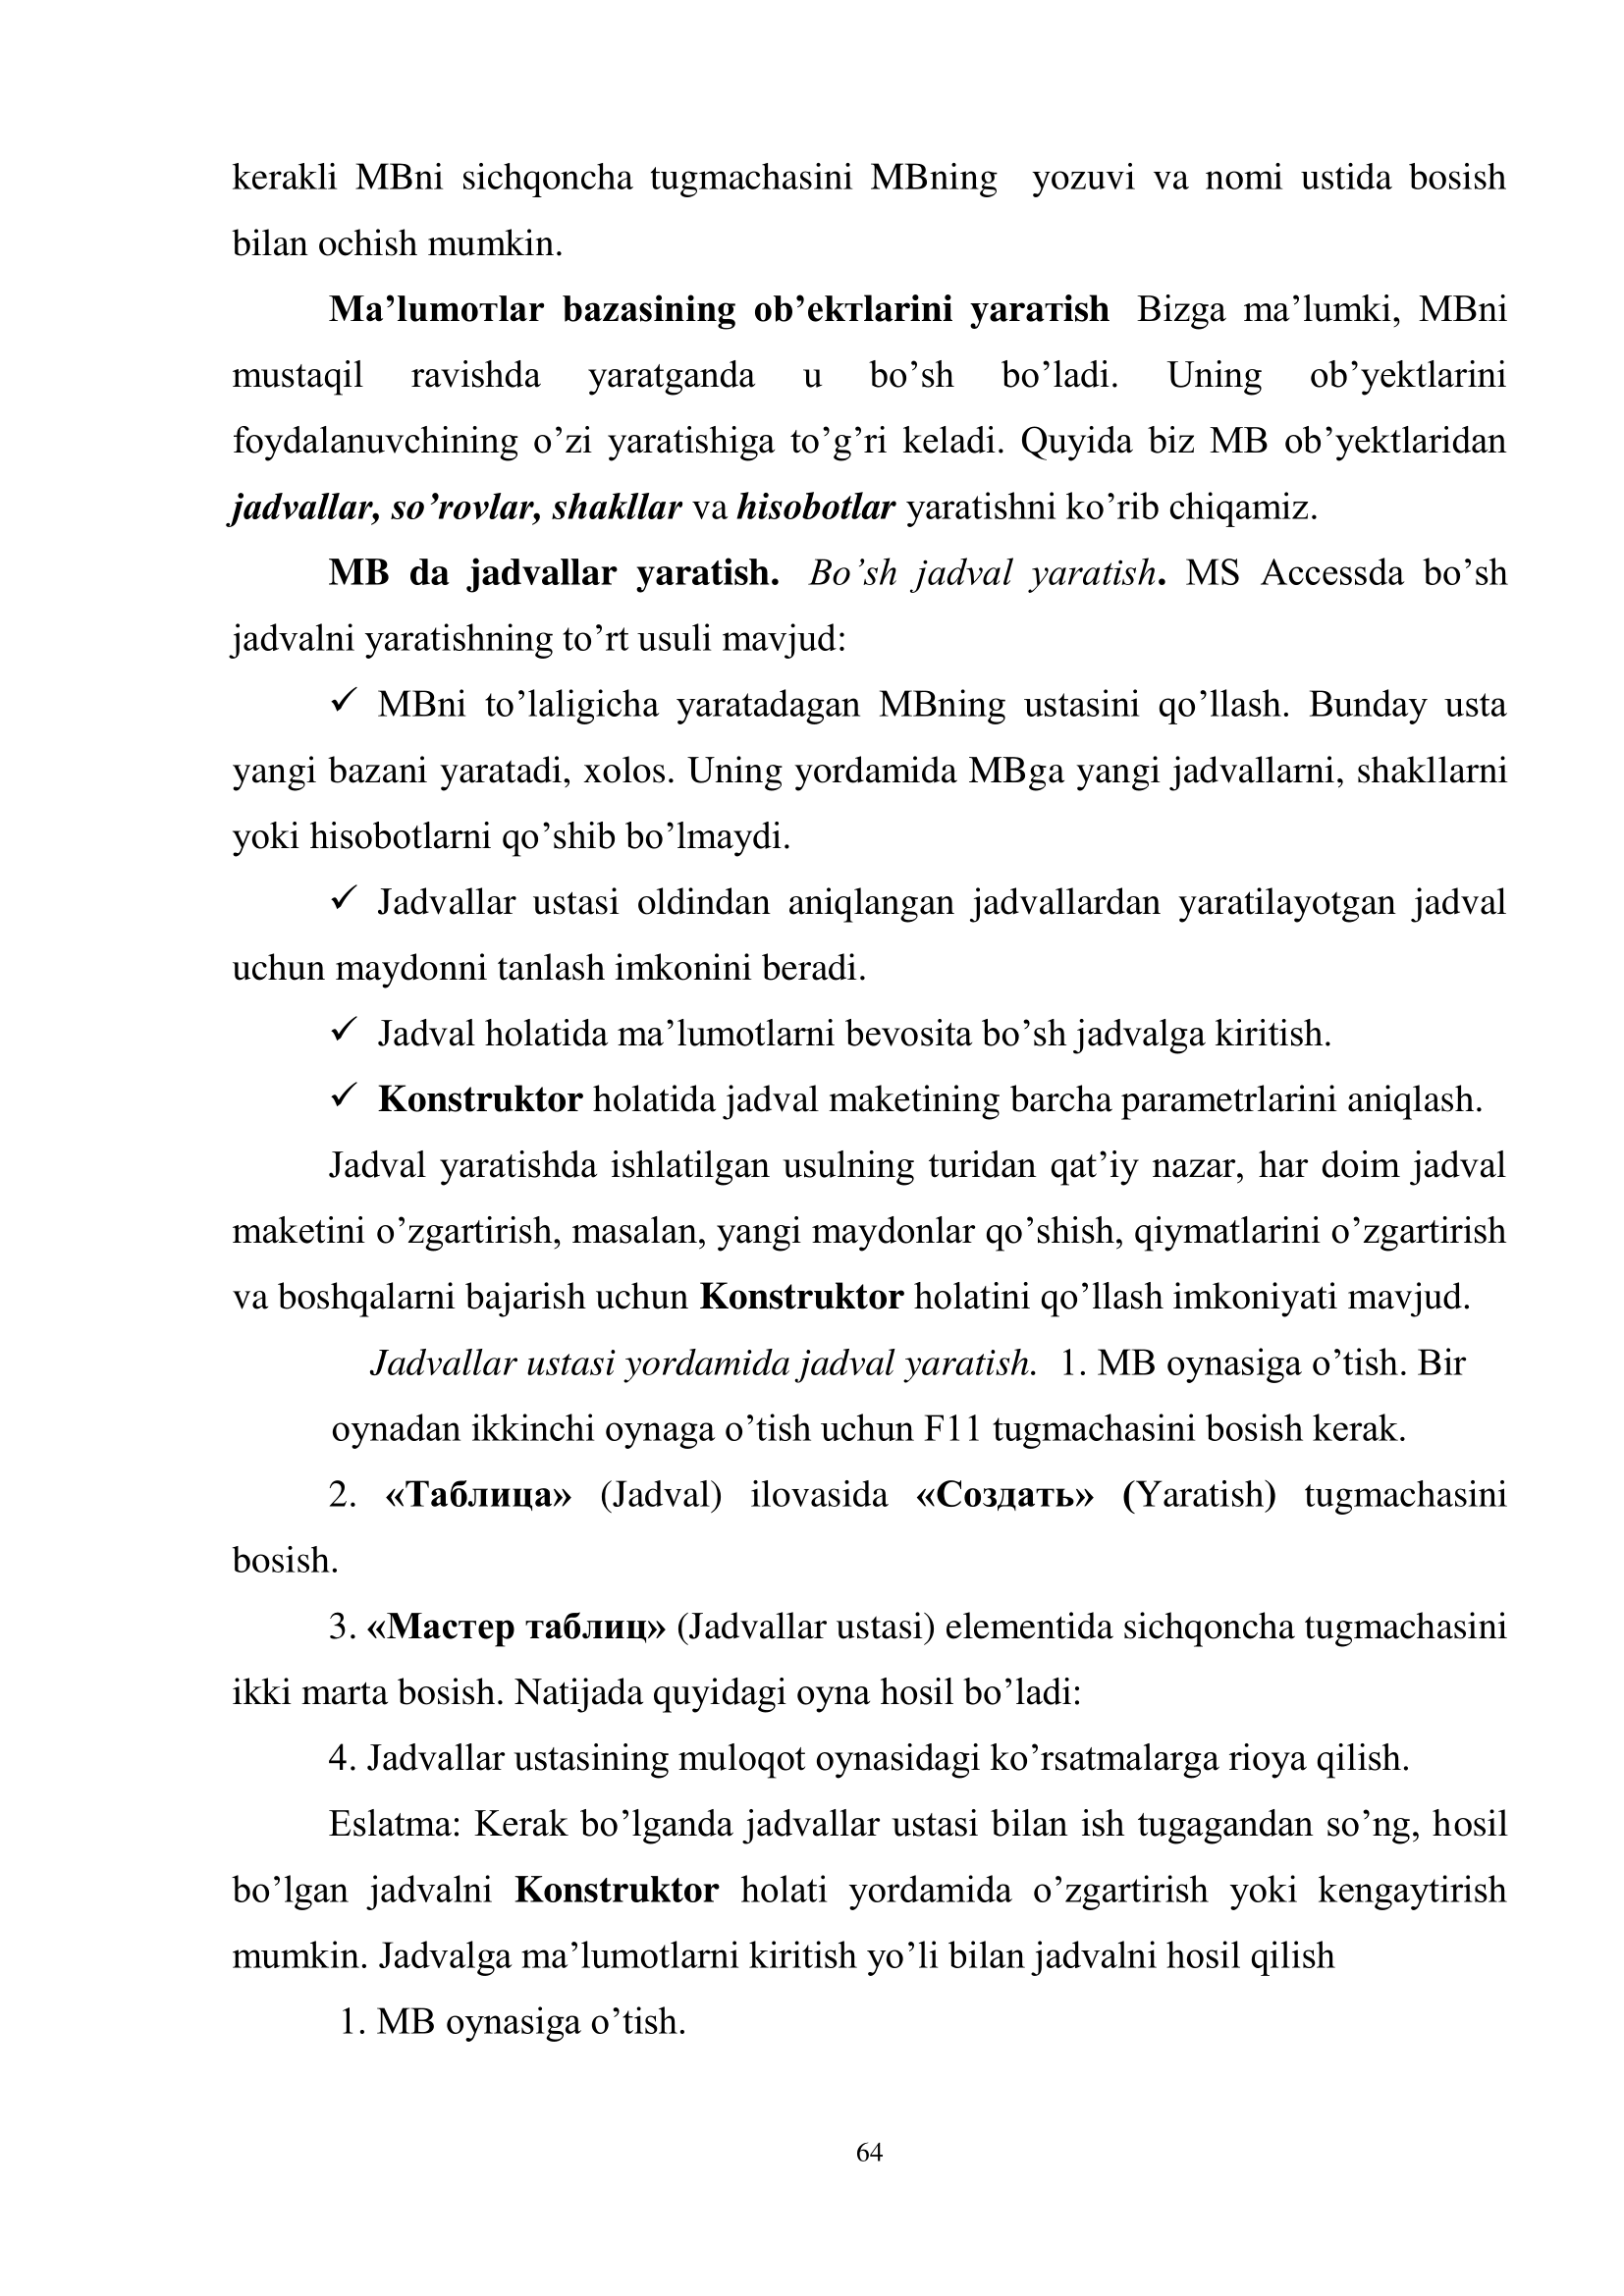 kerakli MBni sichqoncha tugmachasini MBning yozuvi va nomi ustida bosish
bilan ochish mumkin.
Ma’lumoтlar bazasining ob’ekтlarini yaraтish Bizga ma’lumki, MBni
mustaqil ravishda yaratganda u bo’sh bo’ladi. Uning ob’yektlarini
foydalanuvchining o’zi yaratishiga to’g’ri keladi. Quyida biz MB ob’yektlaridan
jadvallar, so’rovlar, shakllar va hisobotlar yaratishni ko’rib chiqamiz.
MB da jadvallar yaratish. Bo’sh jadval yaratish. MS Accessda bo’sh
jadvalni yaratishning to’rt usuli mavjud:
✓ MBni to’laligicha yaratadagan MBning ustasini qo’llash. Bunday usta
yangi bazani yaratadi, xolos. Uning yordamida MBga yangi jadvallarni, shakllarni
yoki hisobotlarni qo’shib bo’lmaydi.
✓ Jadvallar ustasi oldindan aniqlangan jadvallardan yaratilayotgan jadval
uchun maydonni tanlash imkonini beradi.
✓ Jadval holatida ma’lumotlarni bevosita bo’sh jadvalga kiritish.
✓ Konstruktor holatida jadval maketining barcha parametrlarini aniqlash.
Jadval yaratishda ishlatilgan usulning turidan qat’iy nazar, har doim jadval
maketini o’zgartirish, masalan, yangi maydonlar qo’shish, qiymatlarini o’zgartirish
va boshqalarni bajarish uchun Konstruktor holatini qo’llash imkoniyati mavjud.
Jadvallar ustasi yordamida jadval yaratish. 1. MB oynasiga o’tish. Bir
oynadan ikkinchi oynaga o’tish uchun F11 tugmachasini bosish kerak.
2. «Таблица» (Jadval) ilovasida «Создать» (Yaratish) tugmachasini
bosish.
3. «Мастер таблиц» (Jadvallar ustasi) elementida sichqoncha tugmachasini
ikki marta bosish. Natijada quyidagi oyna hosil bo’ladi:
4. Jadvallar ustasining muloqot oynasidagi ko’rsatmalarga rioya qilish.
Eslatma: Kerak bo’lganda jadvallar ustasi bilan ish tugagandan so’ng, hosil
bo’lgan jadvalni Konstruktor holati yordamida o’zgartirish yoki kengaytirish
mumkin. Jadvalga ma’lumotlarni kiritish yo’li bilan jadvalni hosil qilish
1. MB oynasiga o’tish.
64